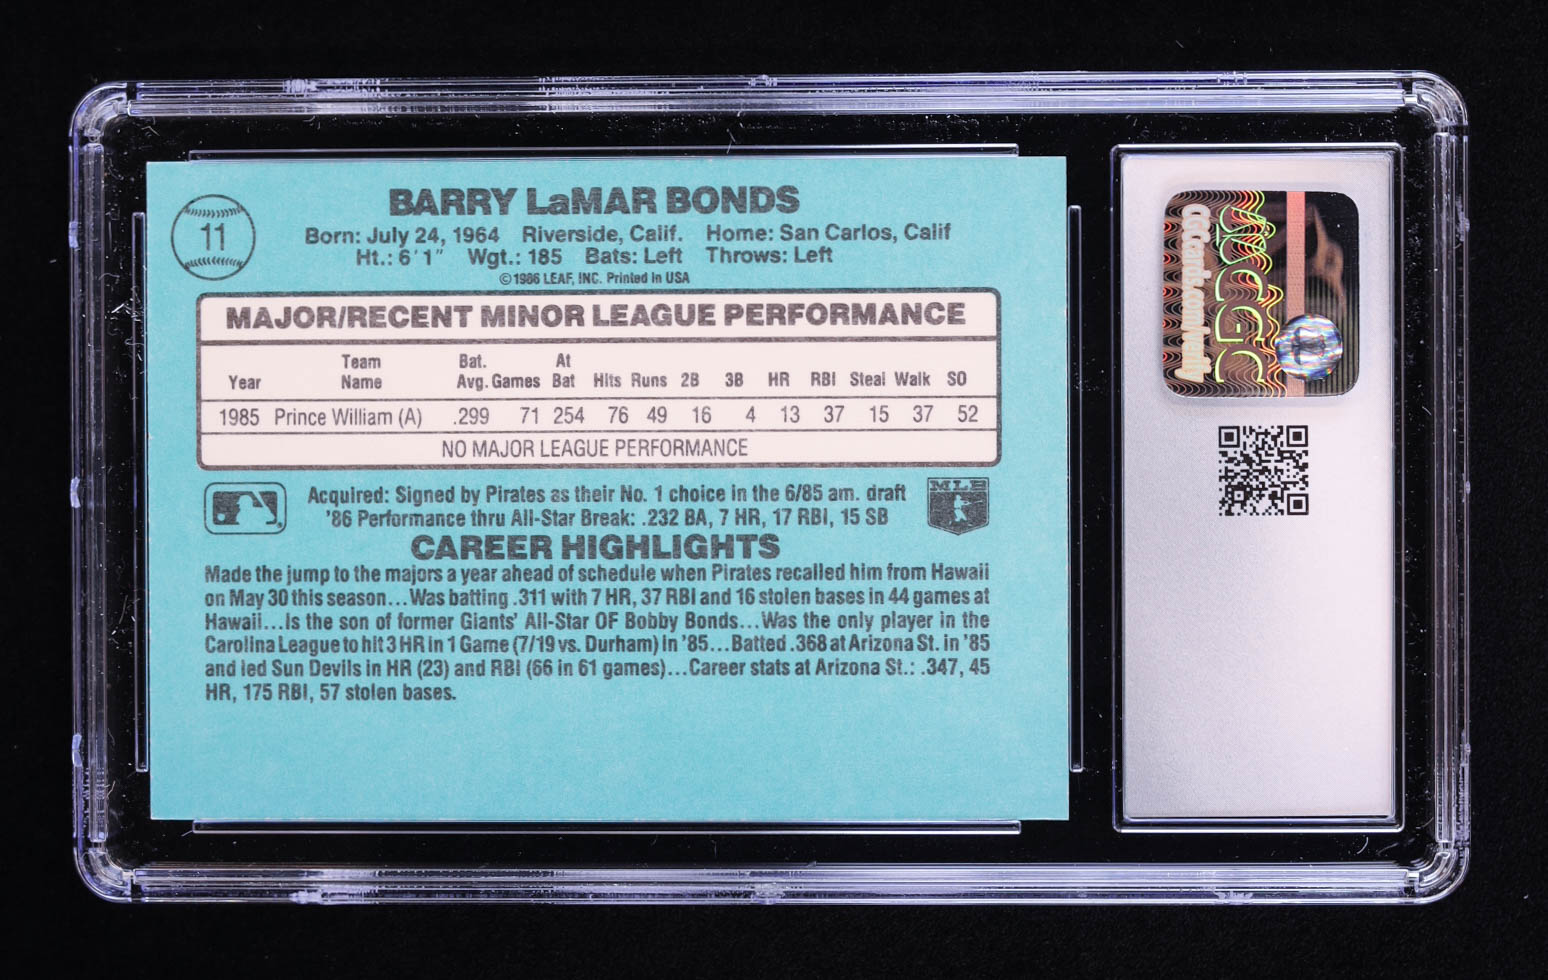 11
BARRY LaMAR BONDS
Born: July 24, 1964 Riverside, Calif. Home: San Carlos, Calif
Ht.: 6'1" Wgt.: 185 Bats: Left Throws: Left
©1986 LEAF, INC. Printed in USA
MAJOR/RECENT MINOR LEAGUE PERFORMANCE
Year Team Name Bat. Avg. Games At Bat Hits Runs 2B 3B HR RBI Steal Walk SO
1985 Prince William (A) .299 71 254 76 49 16 4 13 37 15 37 52
NO MAJOR LEAGUE PERFORMANCE
Acquired: Signed by Pirates as their No. 1 choice in the 6/85 am. draft
'86 Performance thru All-Star Break: .232 BA, 7 HR, 17 RBI, 15 SB
MLB
CAREER HIGHLIGHTS
Made the jump to the majors a year ahead of schedule when Pirates recalled him from Hawaii
on May 30 this season...Was batting .311 with 7 HR, 37 RBI and 16 stolen bases in 44 games at
Hawaii...Is the son of former Giants' All-Star OF Bobby Bonds...Was the only player in the
Carolina League to hit 3 HR in 1 Game (7/19 vs. Durham) in '85...Batted .368 at Arizona St. in '85
and led Sun Devils in HR (23) and RBI (66 in 61 games)...Career stats at Arizona St.: .347, 45
HR, 175 RBI, 57 stolen bases.
CGC